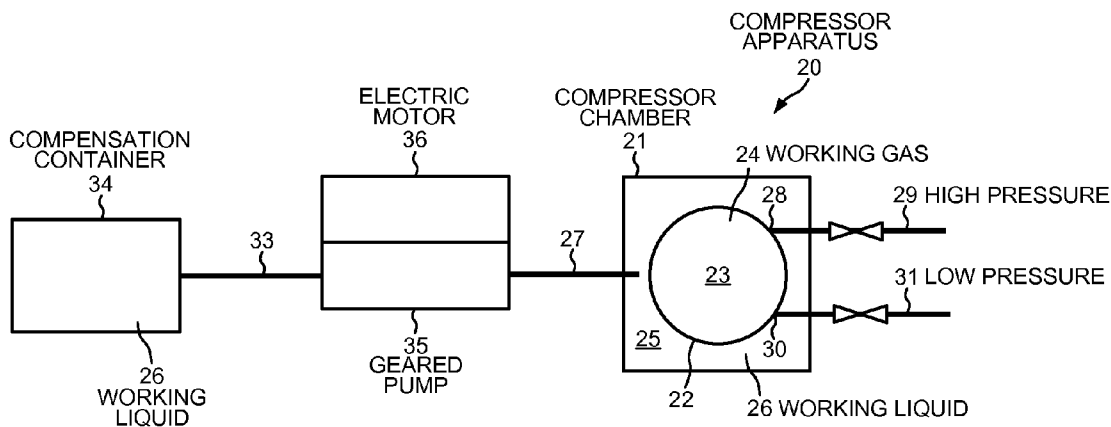 COMPRESSOR
APPARATUS
20
ELECTRIC
MOTOR
36
COMPRESSOR
CHAMBER
21
COMPENSATION
CONTAINER
34
24 WORKING GAS
28
29 HIGH PRESSURE
33
27
23
31 LOW PRESSURE
25
30
26
WORKING
LIQUID
35
GEARED
PUMP
22
26 WORKING LIQUID